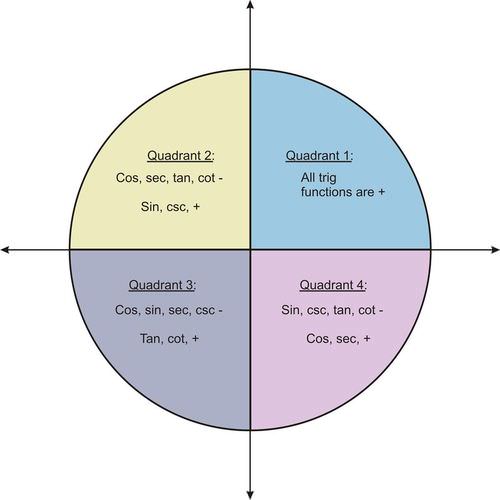 Quadrant 2:
Cos, sec, tan, cot -
Sin, csc, +
Quadrant 1:
All trig
functions are +
Quadrant 3:
Cos, sin, sec, csc -
Tan, cot, +
Quadrant 4:
Sin, csc, tan, cot -
Cos, sec, +